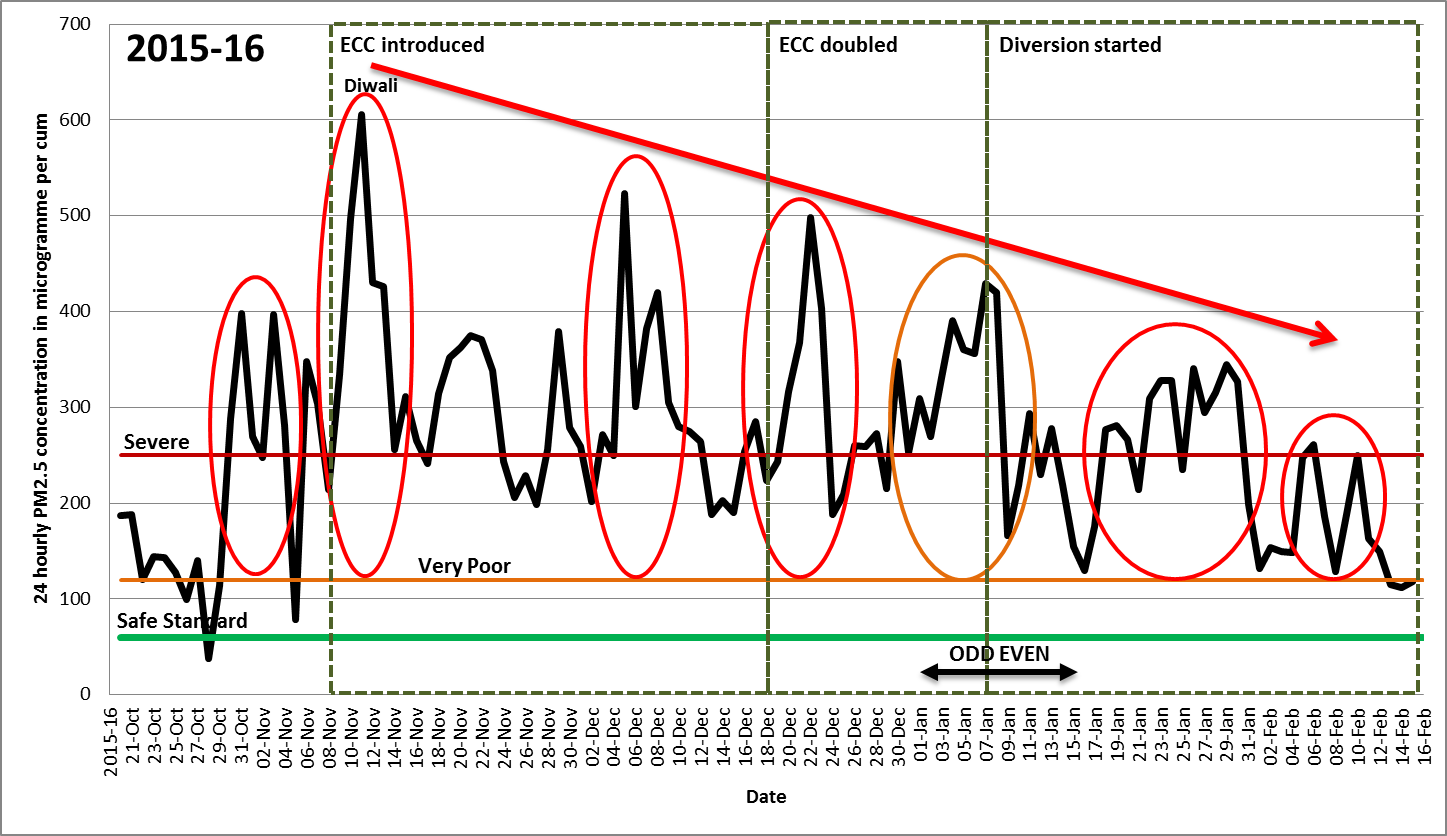 2015-16
ECC introduced
ECC doubled
Diversion started
Diwali
700
600
500
400
300
200
100
0
24 hourly PM2.5 concentration in microgramme per cum
Severe
Very Poor
Safe Standard
ODD EVEN
2015-16
21-Oct
23-Oct
25-Oct
27-Oct
29-Oct
31-Oct
02-Nov
04-Nov
06-Nov
08-Nov
10-Nov
12-Nov
14-Nov
16-Nov
18-Nov
20-Nov
22-Nov
24-Nov
26-Nov
28-Nov
30-Nov
02-Dec
04-Dec
06-Dec
08-Dec
10-Dec
12-Dec
14-Dec
16-Dec
18-Dec
20-Dec
22-Dec
24-Dec
26-Dec
28-Dec
30-Dec
01-Jan
03-Jan
05-Jan
07-Jan
09-Jan
11-Jan
13-Jan
15-Jan
17-Jan
19-Jan
21-Jan
23-Jan
25-Jan
27-Jan
29-Jan
31-Jan
02-Feb
04-Feb
06-Feb
08-Feb
10-Feb
12-Feb
14-Feb
16-Feb
Date